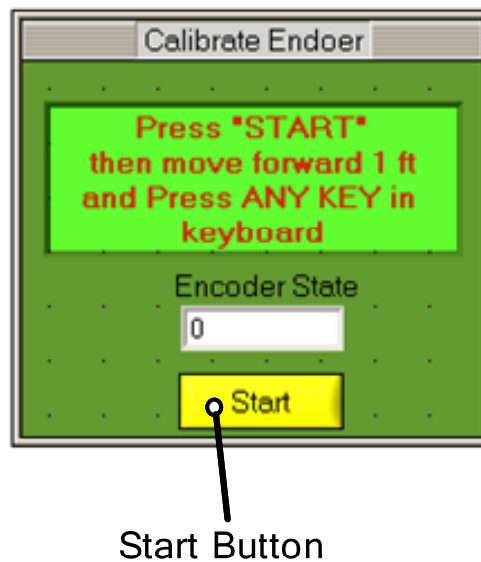 Calibrate Endoer
Press "START"
then move forward 1 ft
and Press ANY KEY in
keyboard
Encoder State
0
Start
Start Button